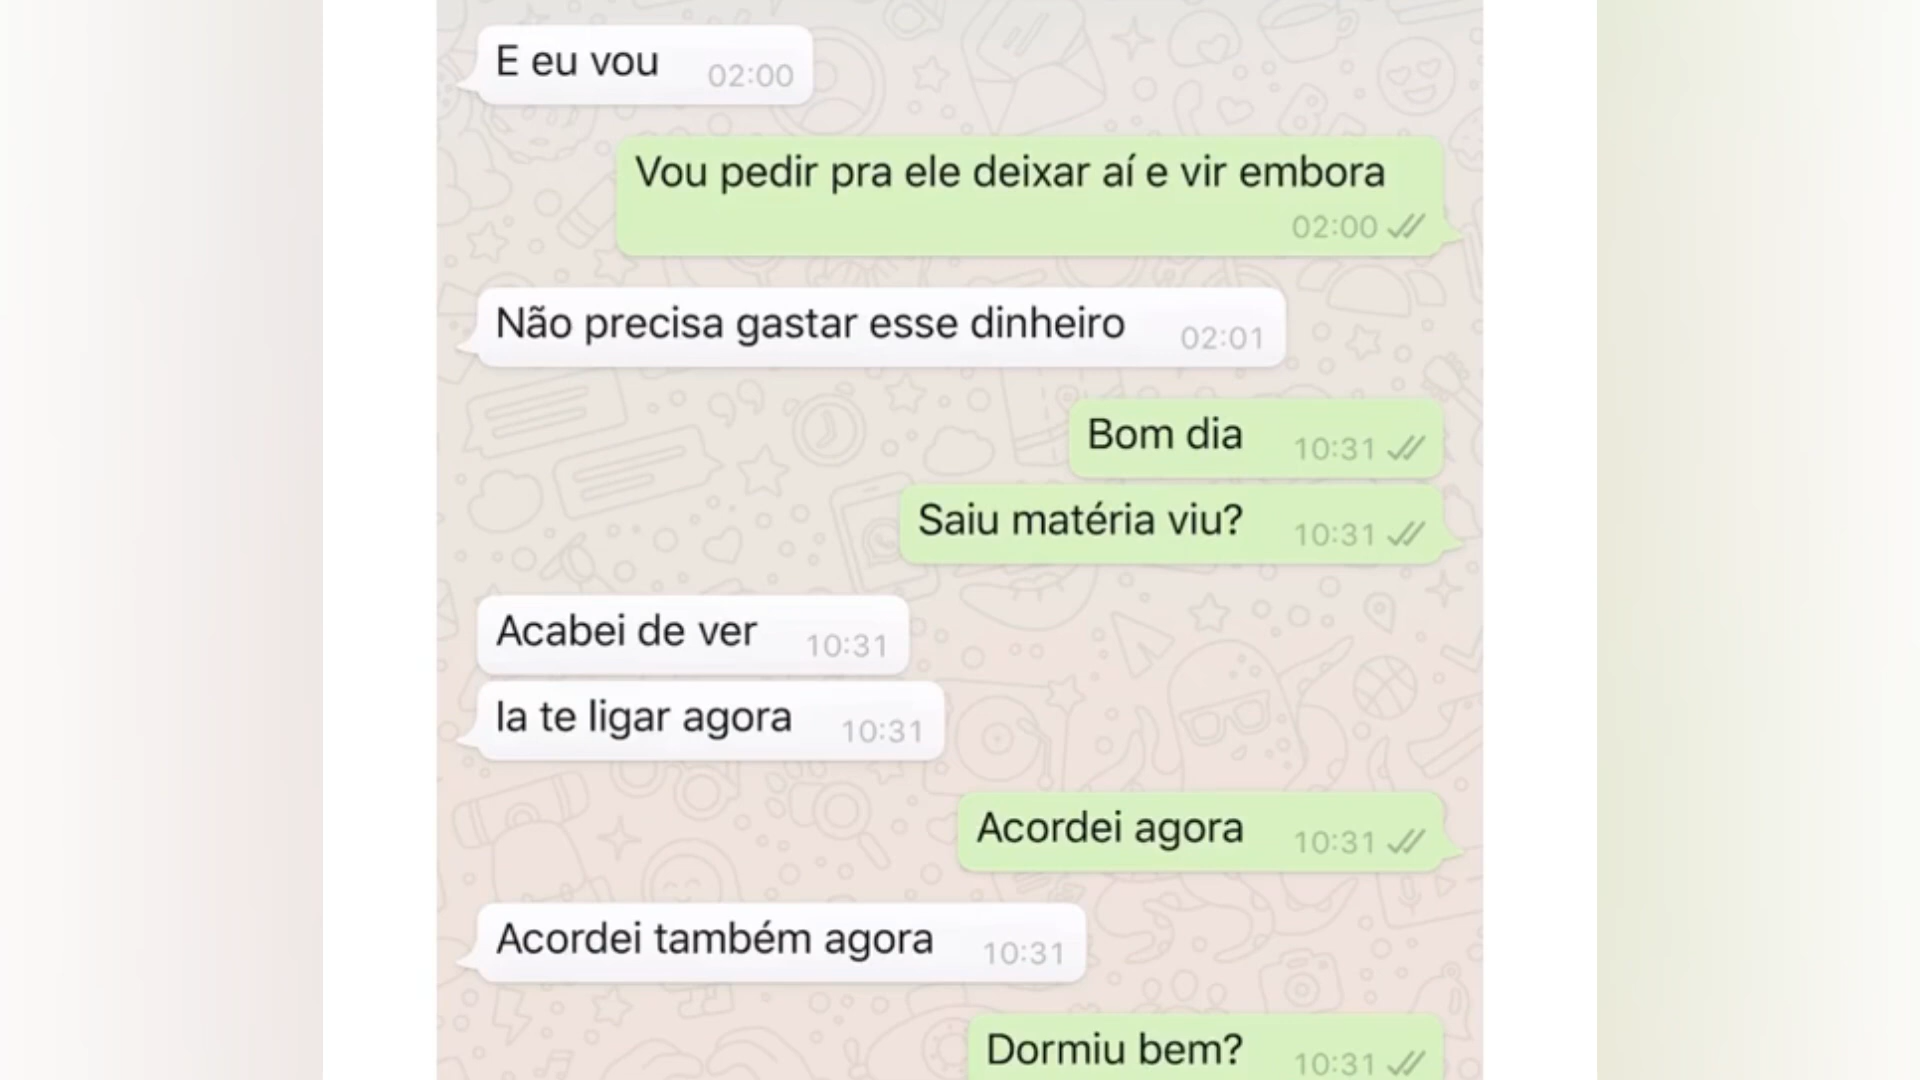 E eu vou 02:00
Vou pedir pra ele deixar aí e vir embora
02:00
Não precisa gastar esse dinheiro 02:01
Bom dia 10:31
Saiu matéria viu? 10:31
Acabei de ver 10:31
Ia te ligar agora 10:31
Acordei agora 10:31
Acordei também agora 10:31
Dormiu bem? 10:31